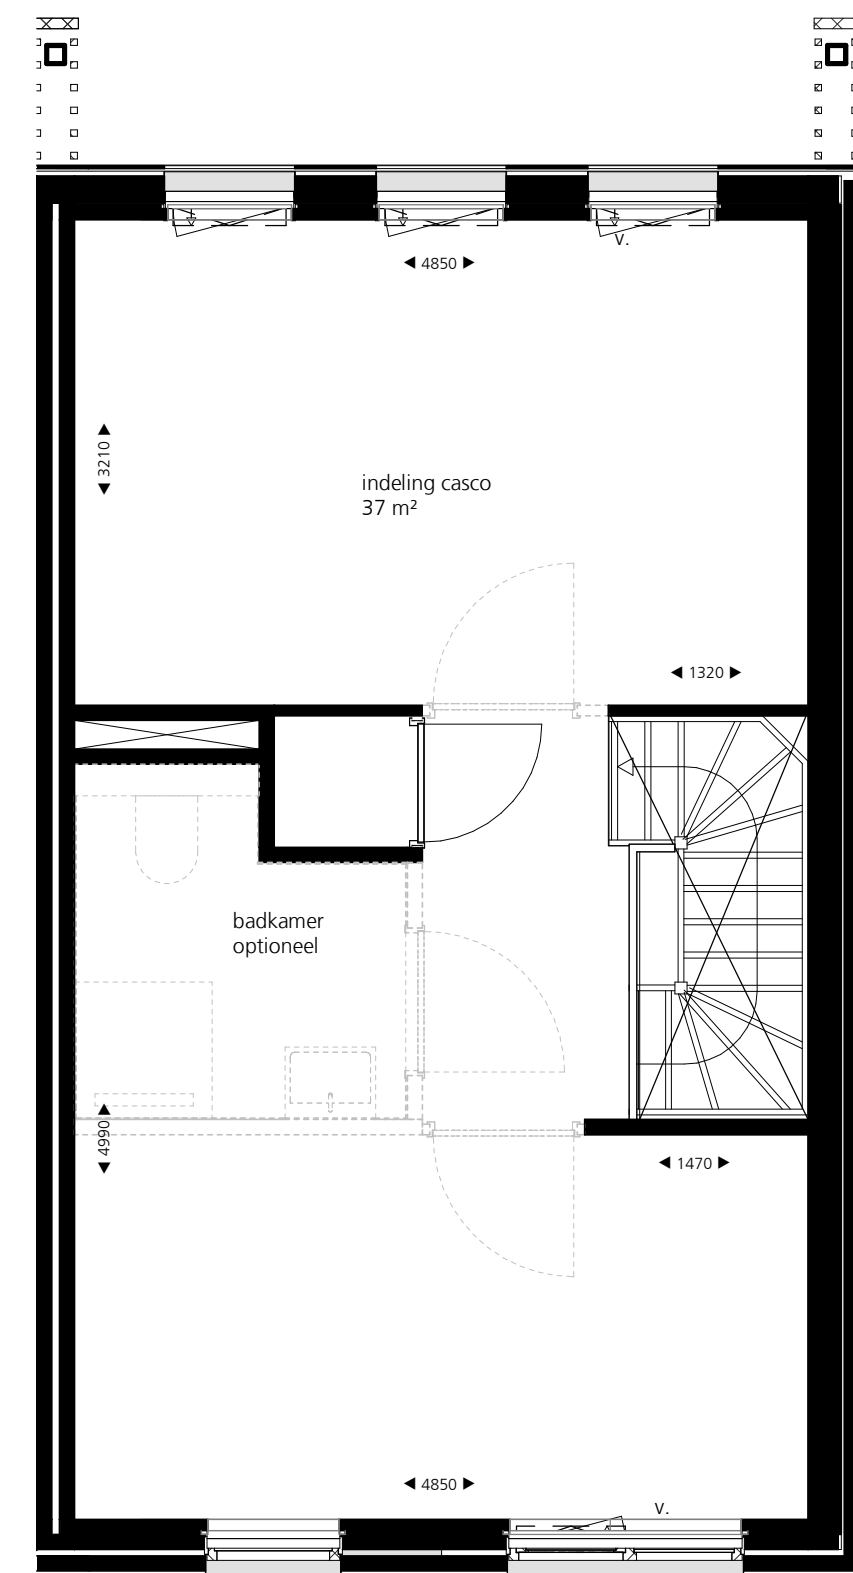 v.
4850
3210
indeling casco
37 m²
1320
badkamer
optioneel
4990
1470
4850
v.